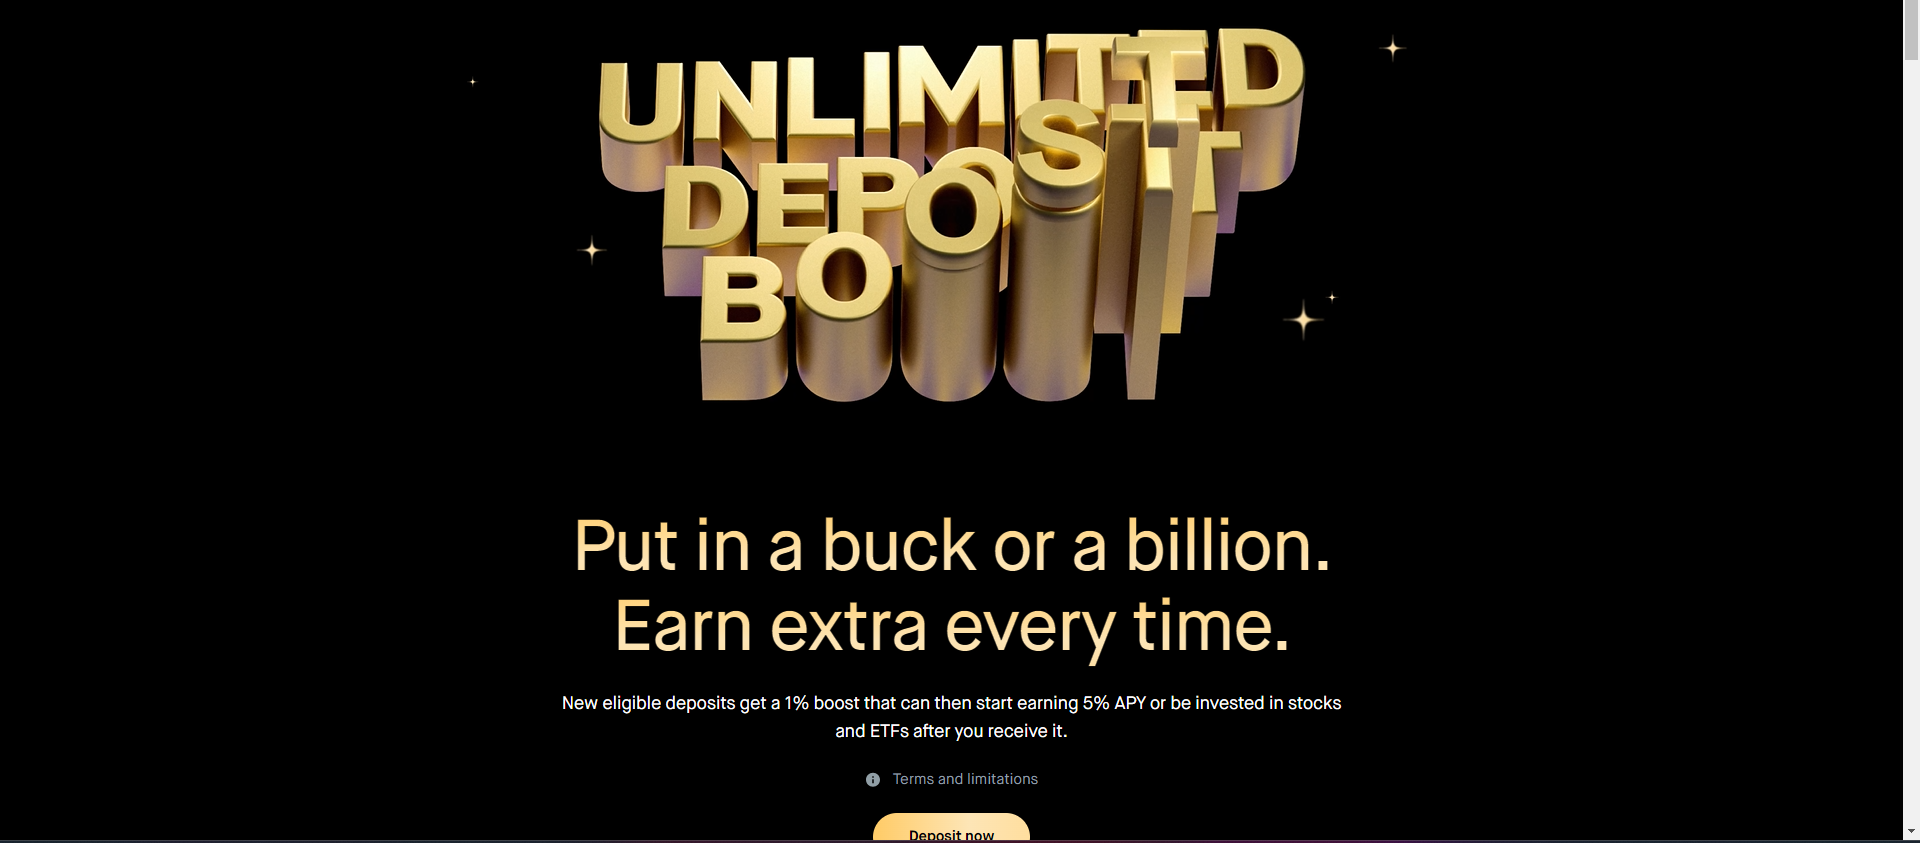 UNLIMITED
DEPOSIT
BOOST
Put in a buck or a billion.
Earn extra every time.
New eligible deposits get a 1% boost that can then start earning 5% APY or be invested in stocks
and ETFs after you receive it.
Terms and limitations
Deposit now